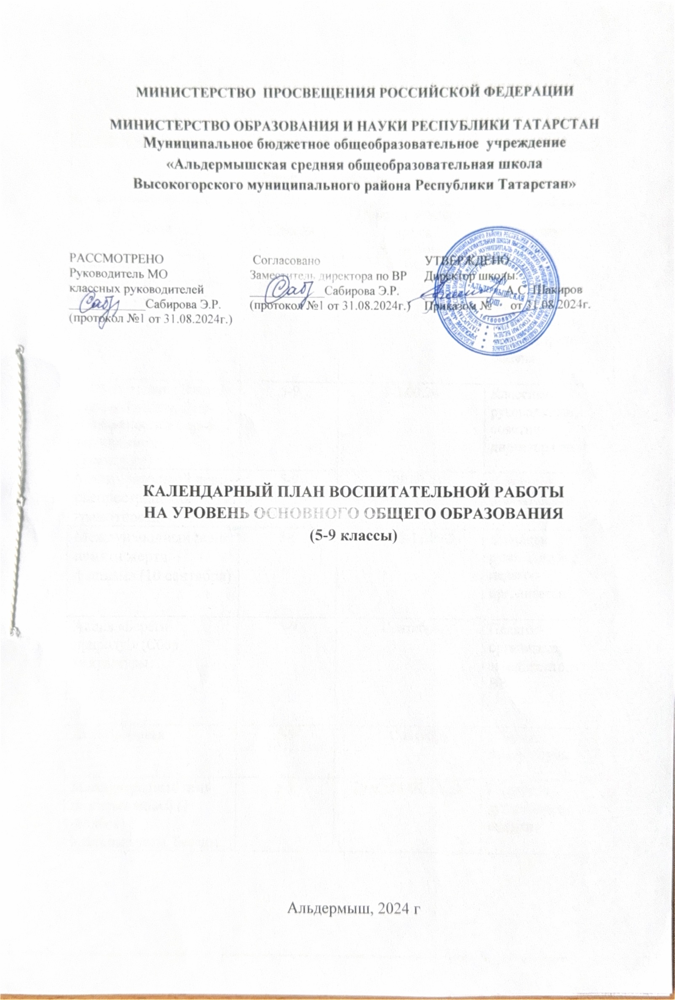 МИНИСТЕРСТВО ПРОСВЕЩЕНИЯ РОССИЙСКОЙ ФЕДЕРАЦИИ
МИНИСТЕРСТВО ОБРАЗОВАНИЯ И НАУКИ РЕСПУБЛИКИ ТАТАРСТАН
Муниципальное бюджетное общеобразовательное учреждение
«Альдермышская средняя общеобразовательная школа
Высокогорского муниципального района Республики Татарстан»
РАССМОТРЕНО
Руководитель МО
классных руководителей
Сабирова Э.Р.
(протокол №1 от 31.08.2024г.)
Согласовано
Заместитель директора по ВР
Сабирова Э.Р.
(протокол №1 от 31.08.2024г.)
УТВЕРЖДЕНО
Директор школы:
А.С. Шакиров
Приказом № от 31.08.2024г.
МБОУ
«АЛЬДЕРМЫШСКАЯ
СОШ»
КАЛЕНДАРНЫЙ ПЛАН ВОСПИТАТЕЛЬНОЙ РАБОТЫ
НА УРОВЕНЬ ОСНОВНОГО ОБЩЕГО ОБРАЗОВАНИЯ
(5-9 классы)
Альдермыш, 2024 г